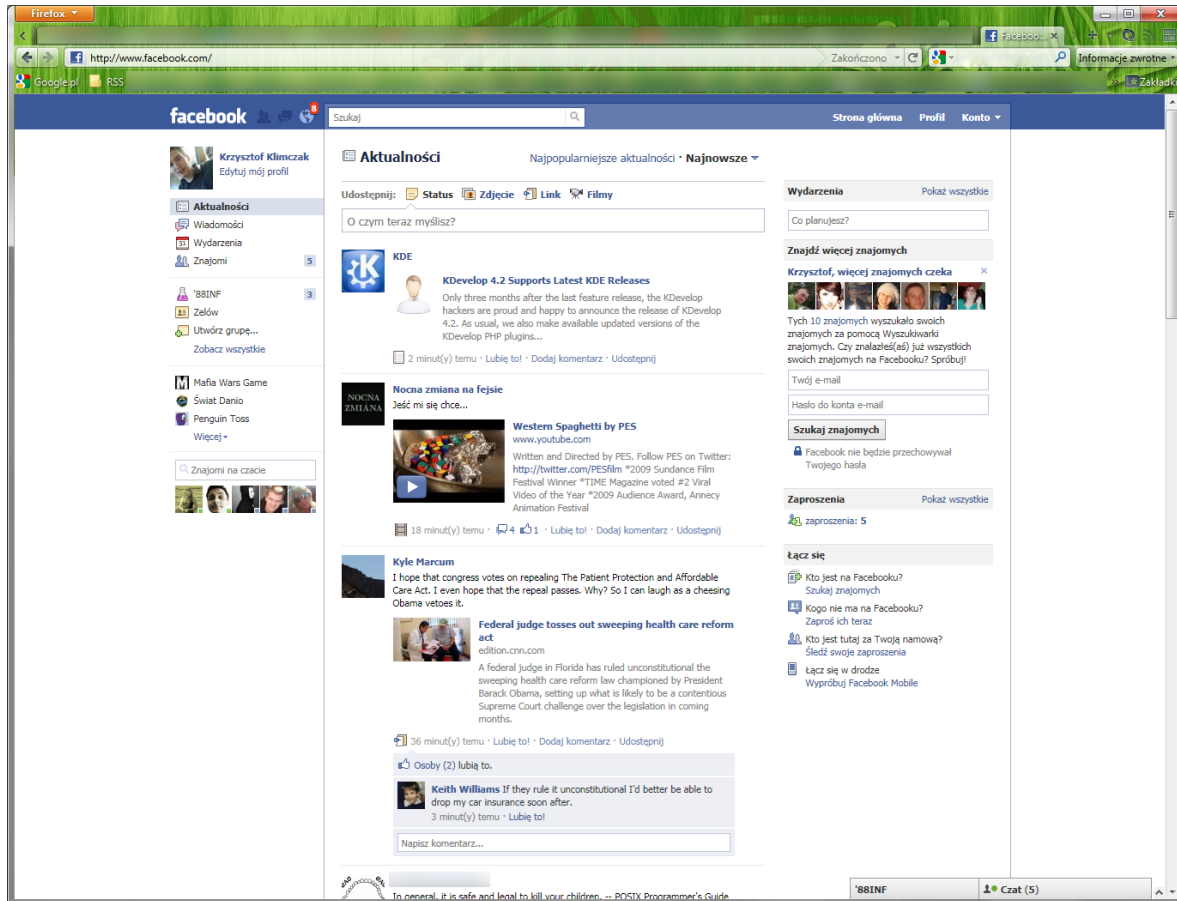 Firefox
Faceboo...
http://www.facebook.com/
Zakończono
Informacje zwrotne
Google.pl
RSS
Zakładki
facebook
8
Szukaj
Strona główna
Profil
Konto
Krzysztof Klimczak
Edytuj mój profil
Aktualności
Wiadomości
31 Wydarzenia
Znajomi 5
'88INF 3
Zelów
Utwórz grupę...
Zobacz wszystkie
Mafia Wars Game
Świat Danio
Penguin Toss
Więcej
Znajomi na czacie
Aktualności
Najpopularniejsze aktualności · Najnowsze
Udostępnij: Status Zdjęcie Link Filmy
O czym teraz myślisz?
KDE
KDevelop 4.2 Supports Latest KDE Releases
Only three months after the last feature release, the KDevelop
hackers are proud and happy to announce the release of KDevelop
4.2. As usual, we also make available updated versions of the
KDevelop PHP plugins...
2 minut(y) temu · Lubię to! · Dodaj komentarz · Udostępnij
NOCNA
ZMIANA
Nocna zmiana na fejsie
Jeść mi się chce...
Western Spaghetti by PES
www.youtube.com
Written and Directed by PES. Follow PES on Twitter:
http://twitter.com/PESfilm *2009 Sundance Film
Festival Winner *TIME Magazine voted #2 Viral
Video of the Year *2009 Audience Award, Annecy
Animation Festival
18 minut(y) temu · 4 1 · Lubię to! · Dodaj komentarz · Udostępnij
Kyle Marcum
I hope that congress votes on repealing The Patient Protection and Affordable
Care Act. I even hope that the repeal passes. Why? So I can laugh as a cheesing
Obama vetoes it.
Federal judge tosses out sweeping health care reform
act
edition.cnn.com
A federal judge in Florida has ruled unconstitutional the
sweeping health care reform law championed by President
Barack Obama, setting up what is likely to be a contentious
Supreme Court challenge over the legislation in coming
months.
36 minut(y) temu · Lubię to! · Dodaj komentarz · Udostępnij
Osoby (2) lubią to.
Keith Williams If they rule it unconstitutional I'd better be able to
drop my car insurance soon after.
3 minut(y) temu · Lubię to!
Napisz komentarz...
In general, it is safe and legal to kill your children. -- POSIX Programmer's Guide
Wydarzenia
Pokaż wszystkie
Co planujesz?
Znajdź więcej znajomych
Krzysztof, więcej znajomych czeka
Tych 10 znajomych wyszukało swoich
znajomych za pomocą Wyszukiwarki
znajomych. Czy znalazłeś(aś) już wszystkich
swoich znajomych na Facebooku? Spróbuj!
Twój e-mail
Hasło do konta e-mail
Szukaj znajomych
Facebook nie będzie przechowywał
Twojego hasła
Zaproszenia
Pokaż wszystkie
zaproszenia: 5
Łącz się
Kto jest na Facebooku?
Szukaj znajomych
Kogo nie ma na Facebooku?
Zaproś ich teraz
Kto jest tutaj za Twoją namową?
Śledź swoje zaproszenia
Łącz się w drodze
Wypróbuj Facebook Mobile
'88INF
Czat (5)